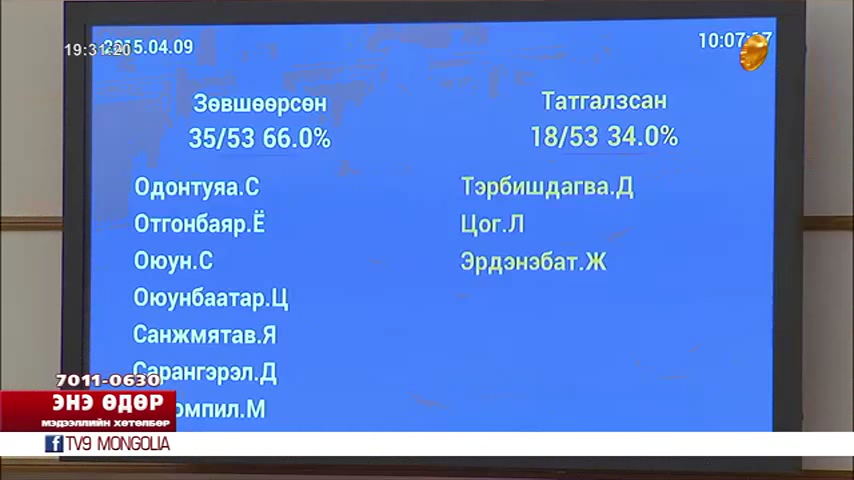 19:31:20
2015.04.09
10:07:17
Зөвшөөрсөн
Татгалзсан
35/53 66.0%
18/53 34.0%
Одонтуяа.С
Тэрбишдагва.Д
Отгонбаяр.Ё
Цог.Л
Оюун.С
Эрдэнэбат.Ж
Оюунбаатар.Ц
Санжмятав.Я
Сарангэрэл.Д
7011-0630
ЭНЭ ӨДӨР
МЭДЭЭЛЛИЙН ХӨТӨЛБӨР
f TV9 MONGOLIA